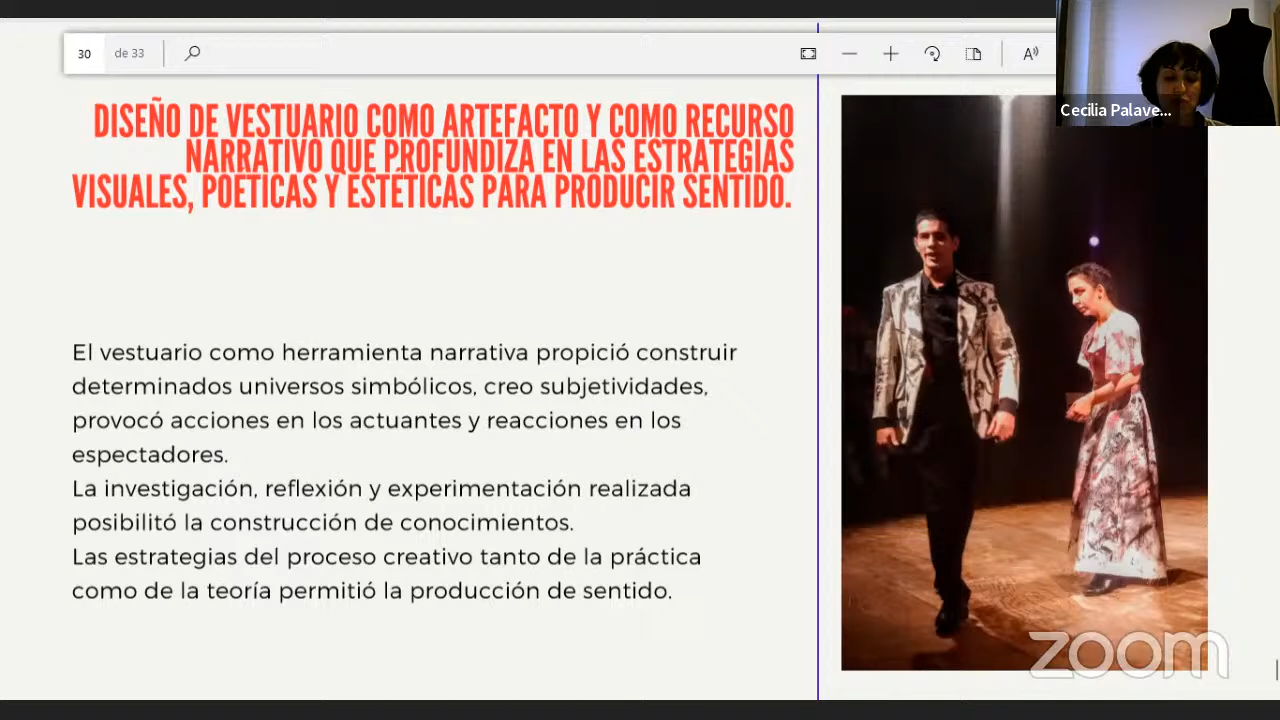 30 de 33
Cecilia Palave...
DISEÑO DE VESTUARIO COMO ARTEFACTO Y COMO RECURSO
NARRATIVO QUE PROFUNDIZA EN LAS ESTRATEGIAS
VISUALES, POÉTICAS Y ESTÉTICAS PARA PRODUCIR SENTIDO.
El vestuario como herramienta narrativa propició construir
determinados universos simbólicos, creo subjetividades,
provocó acciones en los actuantes y reacciones en los
espectadores.
La investigación, reflexión y experimentación realizada
posibilitó la construcción de conocimientos.
Las estrategias del proceso creativo tanto de la práctica
como de la teoría permitió la producción de sentido.
zoom